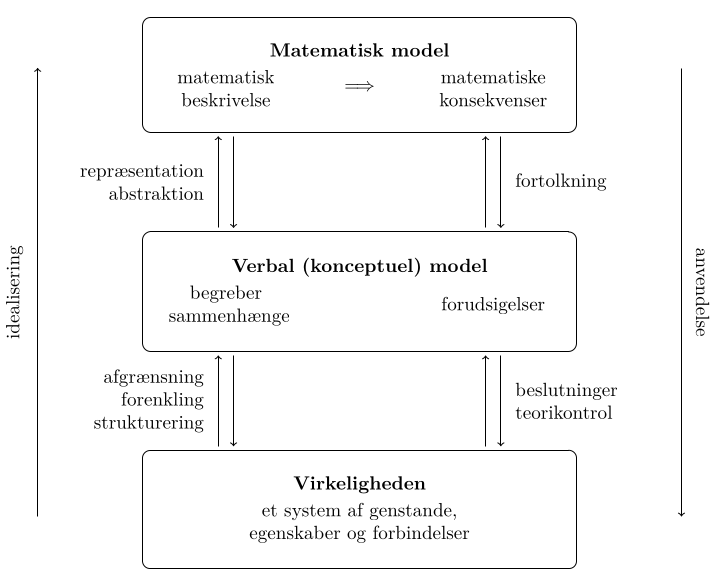 Matematisk model
matematisk
beskrivelse
⟹
matematiske
konsekvenser
repræsentation
abstraktion
fortolkning
idealisering
anvendelse
Verbal (konceptuel) model
begreber
sammenhænge
forudsigelser
afgrænsning
forenkling
strukturering
beslutninger
teorikontrol
Virkeligheden
et system af genstande,
egenskaber og forbindelser